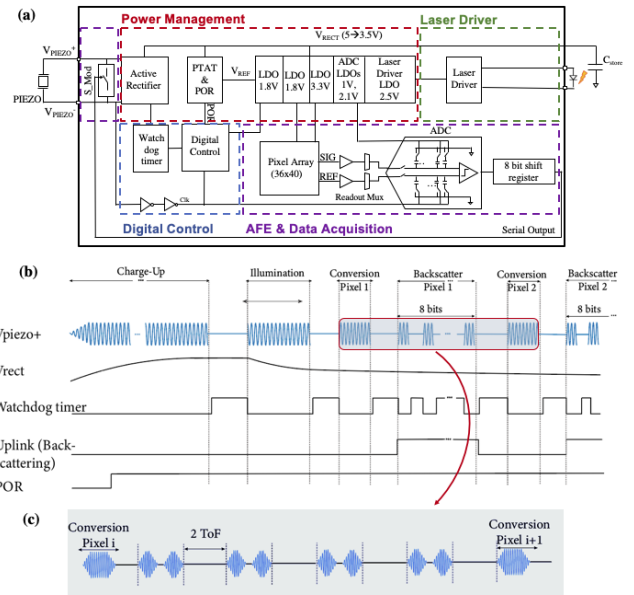 (a)
Power Management
Laser Driver
V_RECT (5→3.5V)
V_PIEZO+
S_Mod
PIEZO
V_PIEZO-
Active
Rectifier
PTAT
&
POR
V_REF
LDO
1.8V
LDO
1.8V
LDO
3.3V
ADC
LDOs
1V,
2.1V
Laser
Driver
LDO
2.5V
Laser
Driver
C_store
POR
Watch
dog
timer
Digital
Control
Clk
Pixel Array
(36x40)
SIG
REF
Readout Mux
ADC
8 bit shift
register
Digital Control
AFE & Data Acquisition
Serial Output
(b)
Charge-Up
...
Illumination
Conversion
Pixel 1
Backscatter
Pixel 1
Conversion
Pixel 2
Backscatter
Pixel 2
8 bits
8 bits ...
Vpiezo+
Vrect
Watchdog timer
Uplink (Back-
scattering)
POR
(c)
Conversion
Pixel i
2 ToF
Conversion
Pixel i+1